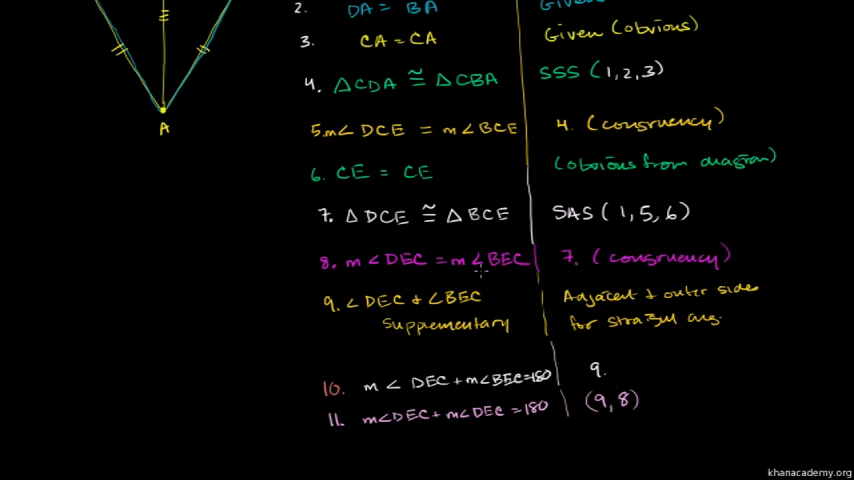 2. DA = BA
Given
3. CA = CA
Given (obvious)
4. △CDA ≅ △CBA
SSS (1,2,3)
5. m∠DCE = m∠BCE
4. (congruency)
6. CE = CE
(obvious from diagram)
7. △DCE ≅ △BCE
SAS (1, 5, 6)
8. m∠DEC = m∠BEC
7. (congruency)
9. ∠DEC + ∠BEC
supplementary
Adjacent + outer sides
for straight ang.
10. m∠DEC + m∠BEC = 180
9.
11. m∠DEC + m∠DEC = 180
(9, 8)
A
khanacademy.org